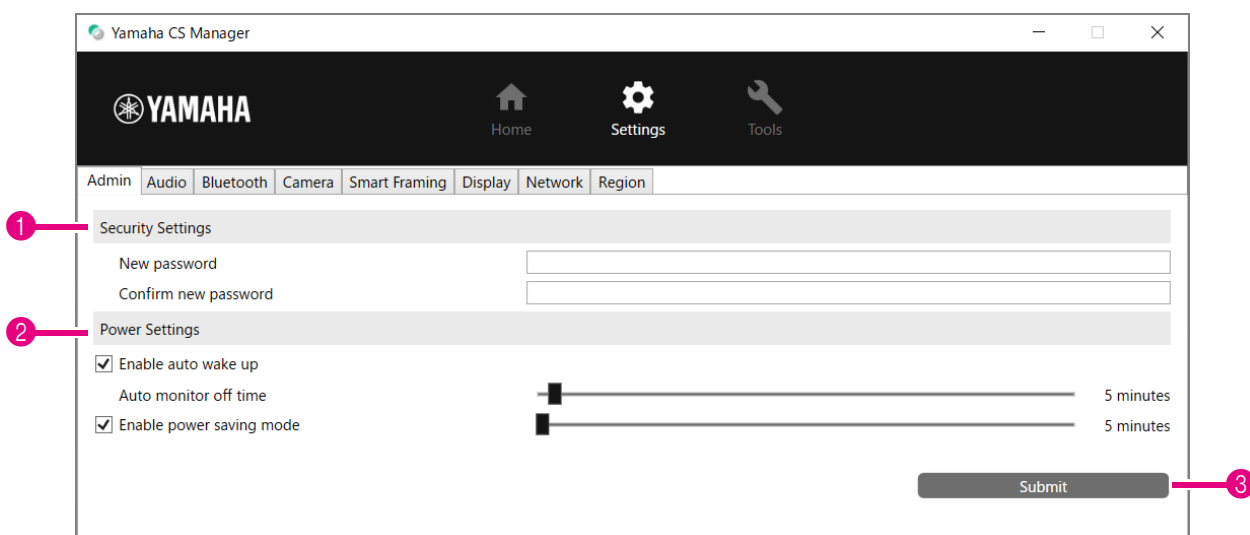 Yamaha CS Manager
YAMAHA
Home Settings Tools
Admin Audio Bluetooth Camera Smart Framing Display Network Region
1 Security Settings
New password
Confirm new password
2 Power Settings
Enable auto wake up
Auto monitor off time 5 minutes
Enable power saving mode 5 minutes
Submit 3